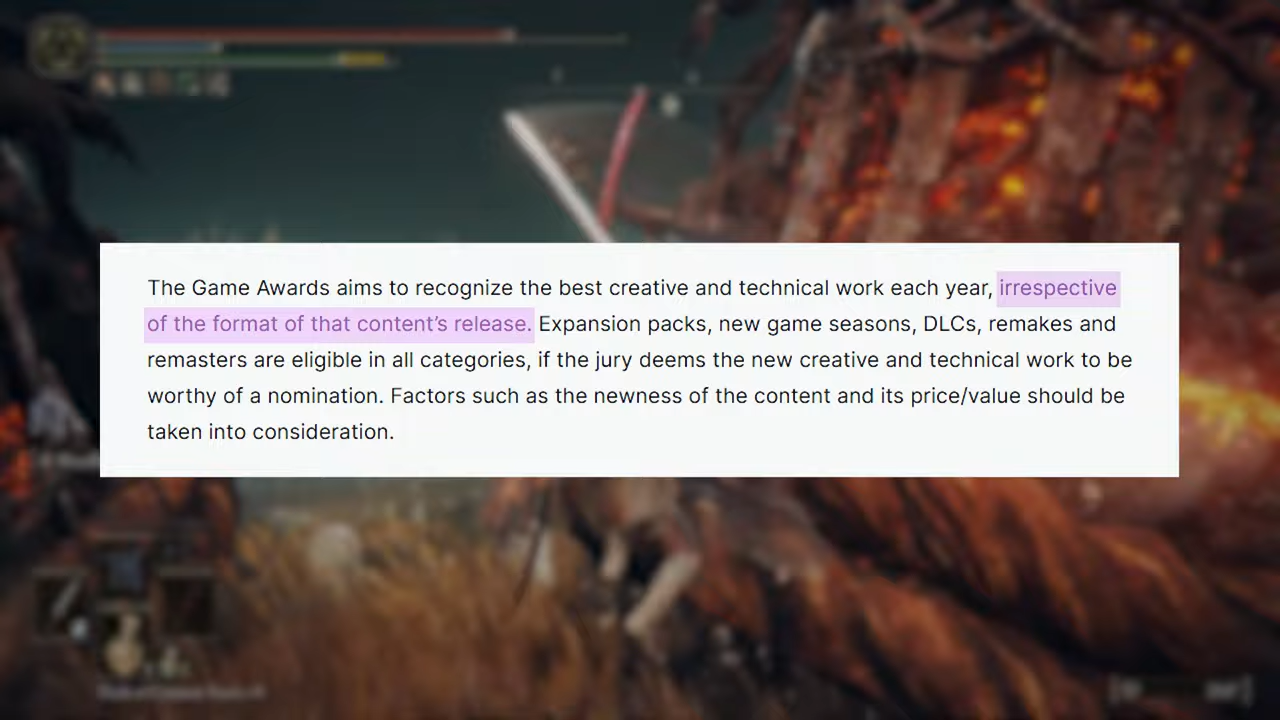 The Game Awards aims to recognize the best creative and technical work each year, irrespective
of the format of that content’s release. Expansion packs, new game seasons, DLCs, remakes and
remasters are eligible in all categories, if the jury deems the new creative and technical work to be
worthy of a nomination. Factors such as the newness of the content and its price/value should be
taken into consideration.